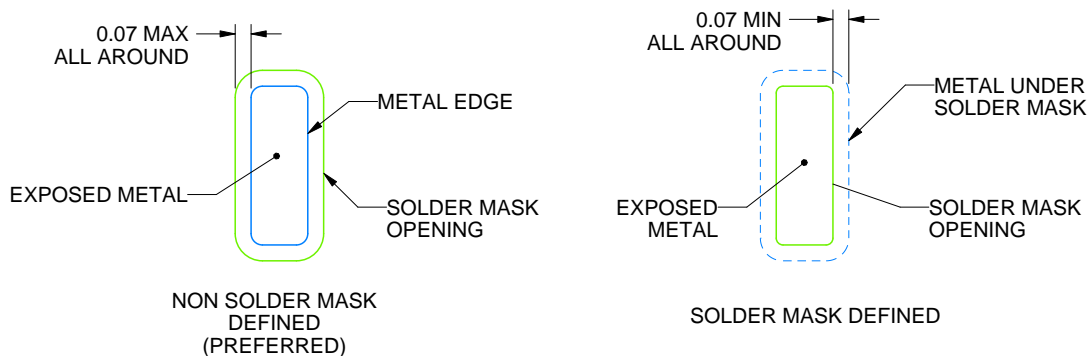 0.07 MAX
ALL AROUND
METAL EDGE
EXPOSED METAL
SOLDER MASK
OPENING
NON SOLDER MASK
DEFINED
(PREFERRED)
0.07 MIN
ALL AROUND
METAL UNDER
SOLDER MASK
EXPOSED
METAL
SOLDER MASK
OPENING
SOLDER MASK DEFINED